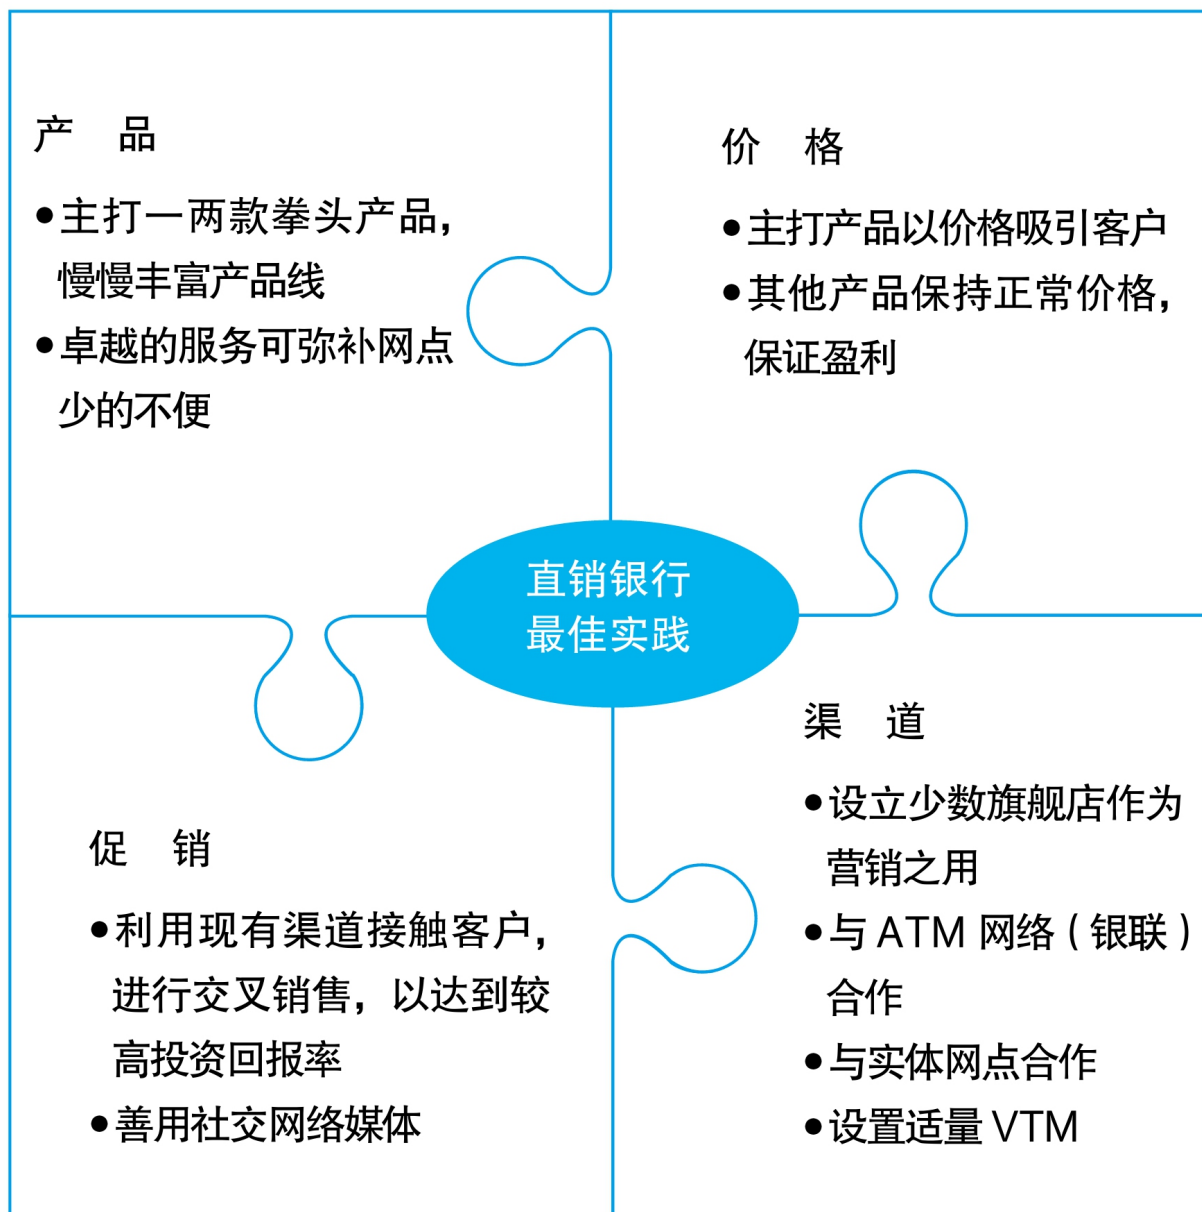 产 品
●主打一两款拳头产品，
慢慢丰富产品线
●卓越的服务可弥补网点
少的不便
价 格
●主打产品以价格吸引客户
●其他产品保持正常价格，
保证盈利
直销银行
最佳实践
促 销
●利用现有渠道接触客户，
进行交叉销售，以达到较
高投资回报率
●善用社交网络媒体
渠 道
●设立少数旗舰店作为
营销之用
●与 ATM 网络（银联）
合作
●与实体网点合作
●设置适量 VTM